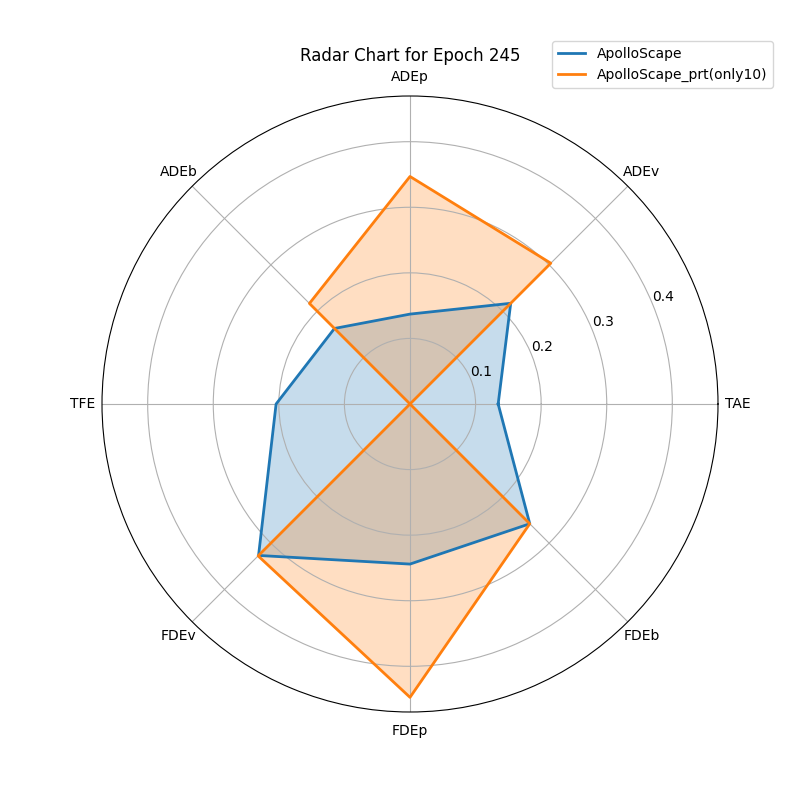 Radar Chart for Epoch 245
ApolloScape
ApolloScape_prt(only10)
ADEp
ADEb
ADEv
0.4
0.3
0.2
0.1
TFE
TAE
FDEv
FDEb
FDEp